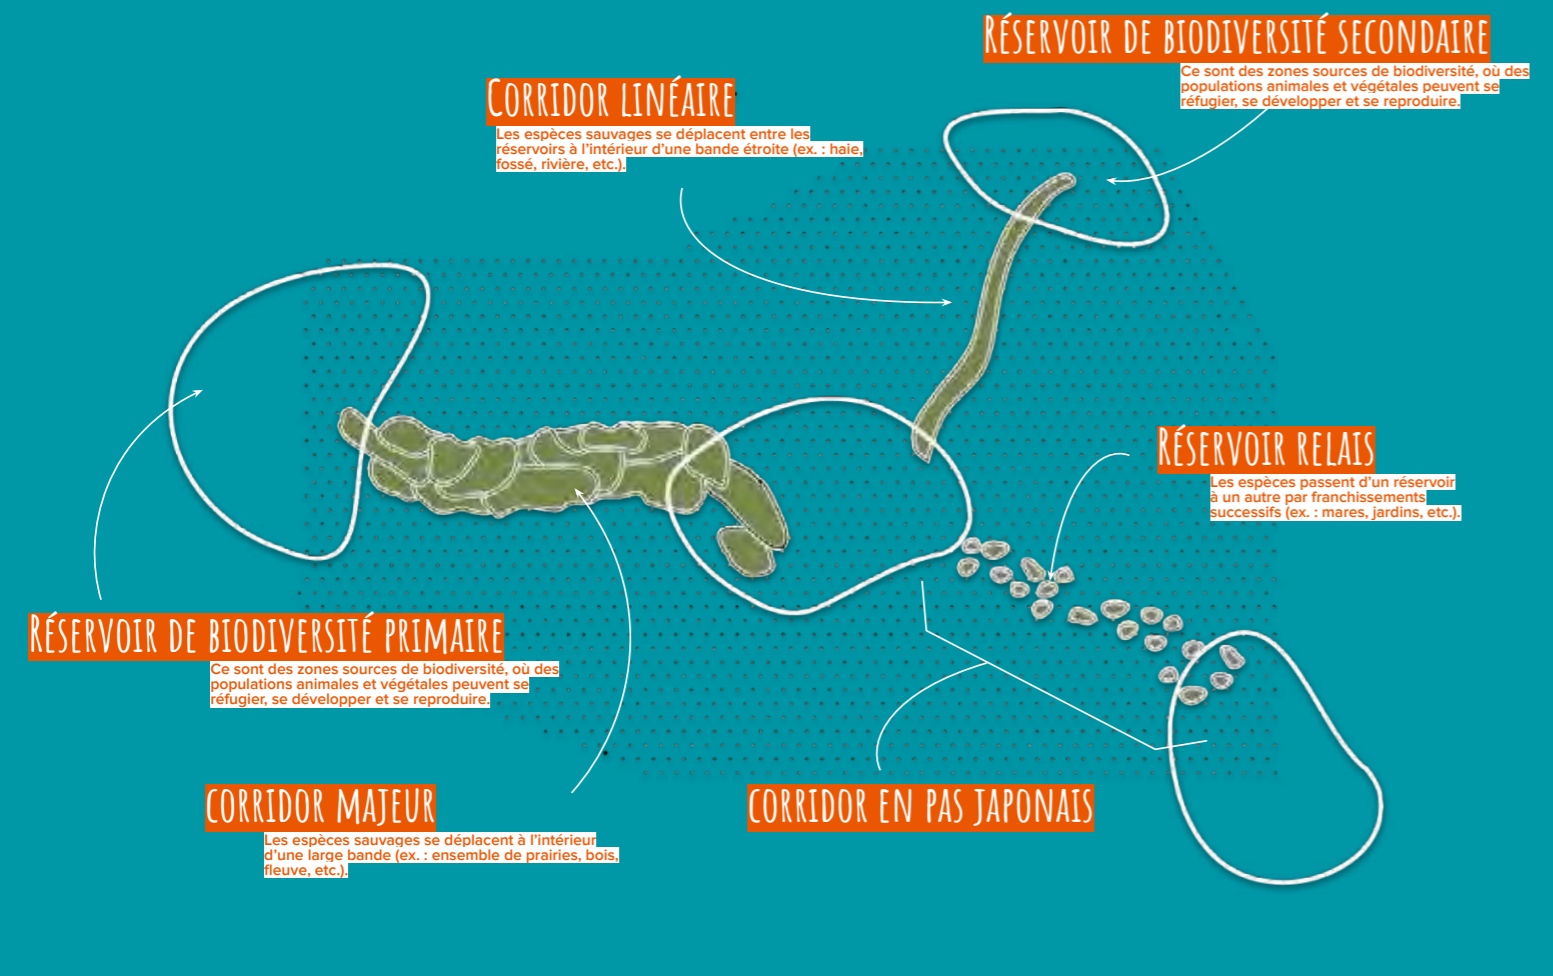 Réservoir de biodiversité secondaire
Ce sont des zones sources de biodiversité, où des
populations animales et végétales peuvent se
réfugier, se développer et se reproduire.
Corridor linéaire
Les espèces sauvages se déplacent entre les
réservoirs à l'intérieur d'une bande étroite (ex. : haie,
fossé, rivière, etc.).
Réservoir relais
Les espèces passent d'un réservoir
à un autre par franchissements
successifs (ex. : mares, jardins, etc.).
Réservoir de biodiversité primaire
Ce sont des zones sources de biodiversité, où des
populations animales et végétales peuvent se
réfugier, se développer et se reproduire.
corridor majeur
Les espèces sauvages se déplacent à l'intérieur
d'une large bande (ex. : ensemble de prairies, bois,
fleuve, etc.).
corridor en pas japonais